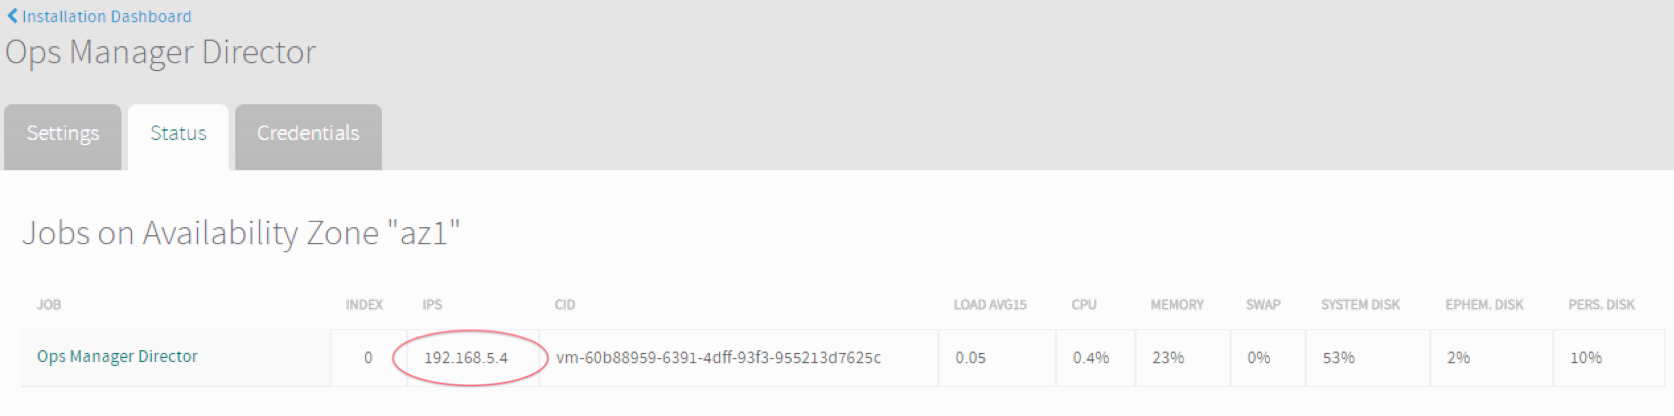 Installation Dashboard
Ops Manager Director
Settings Status Credentials
Jobs on Availability Zone "az1"
JOB INDEX IPS CID LOAD AVG15 CPU MEMORY SWAP SYSTEM DISK EPHEM. DISK PERS. DISK
Ops Manager Director 0 192.168.5.4 vm-60b88959-6391-4dff-93f3-955213d7625c 0.05 0.4% 23% 0% 53% 2% 10%